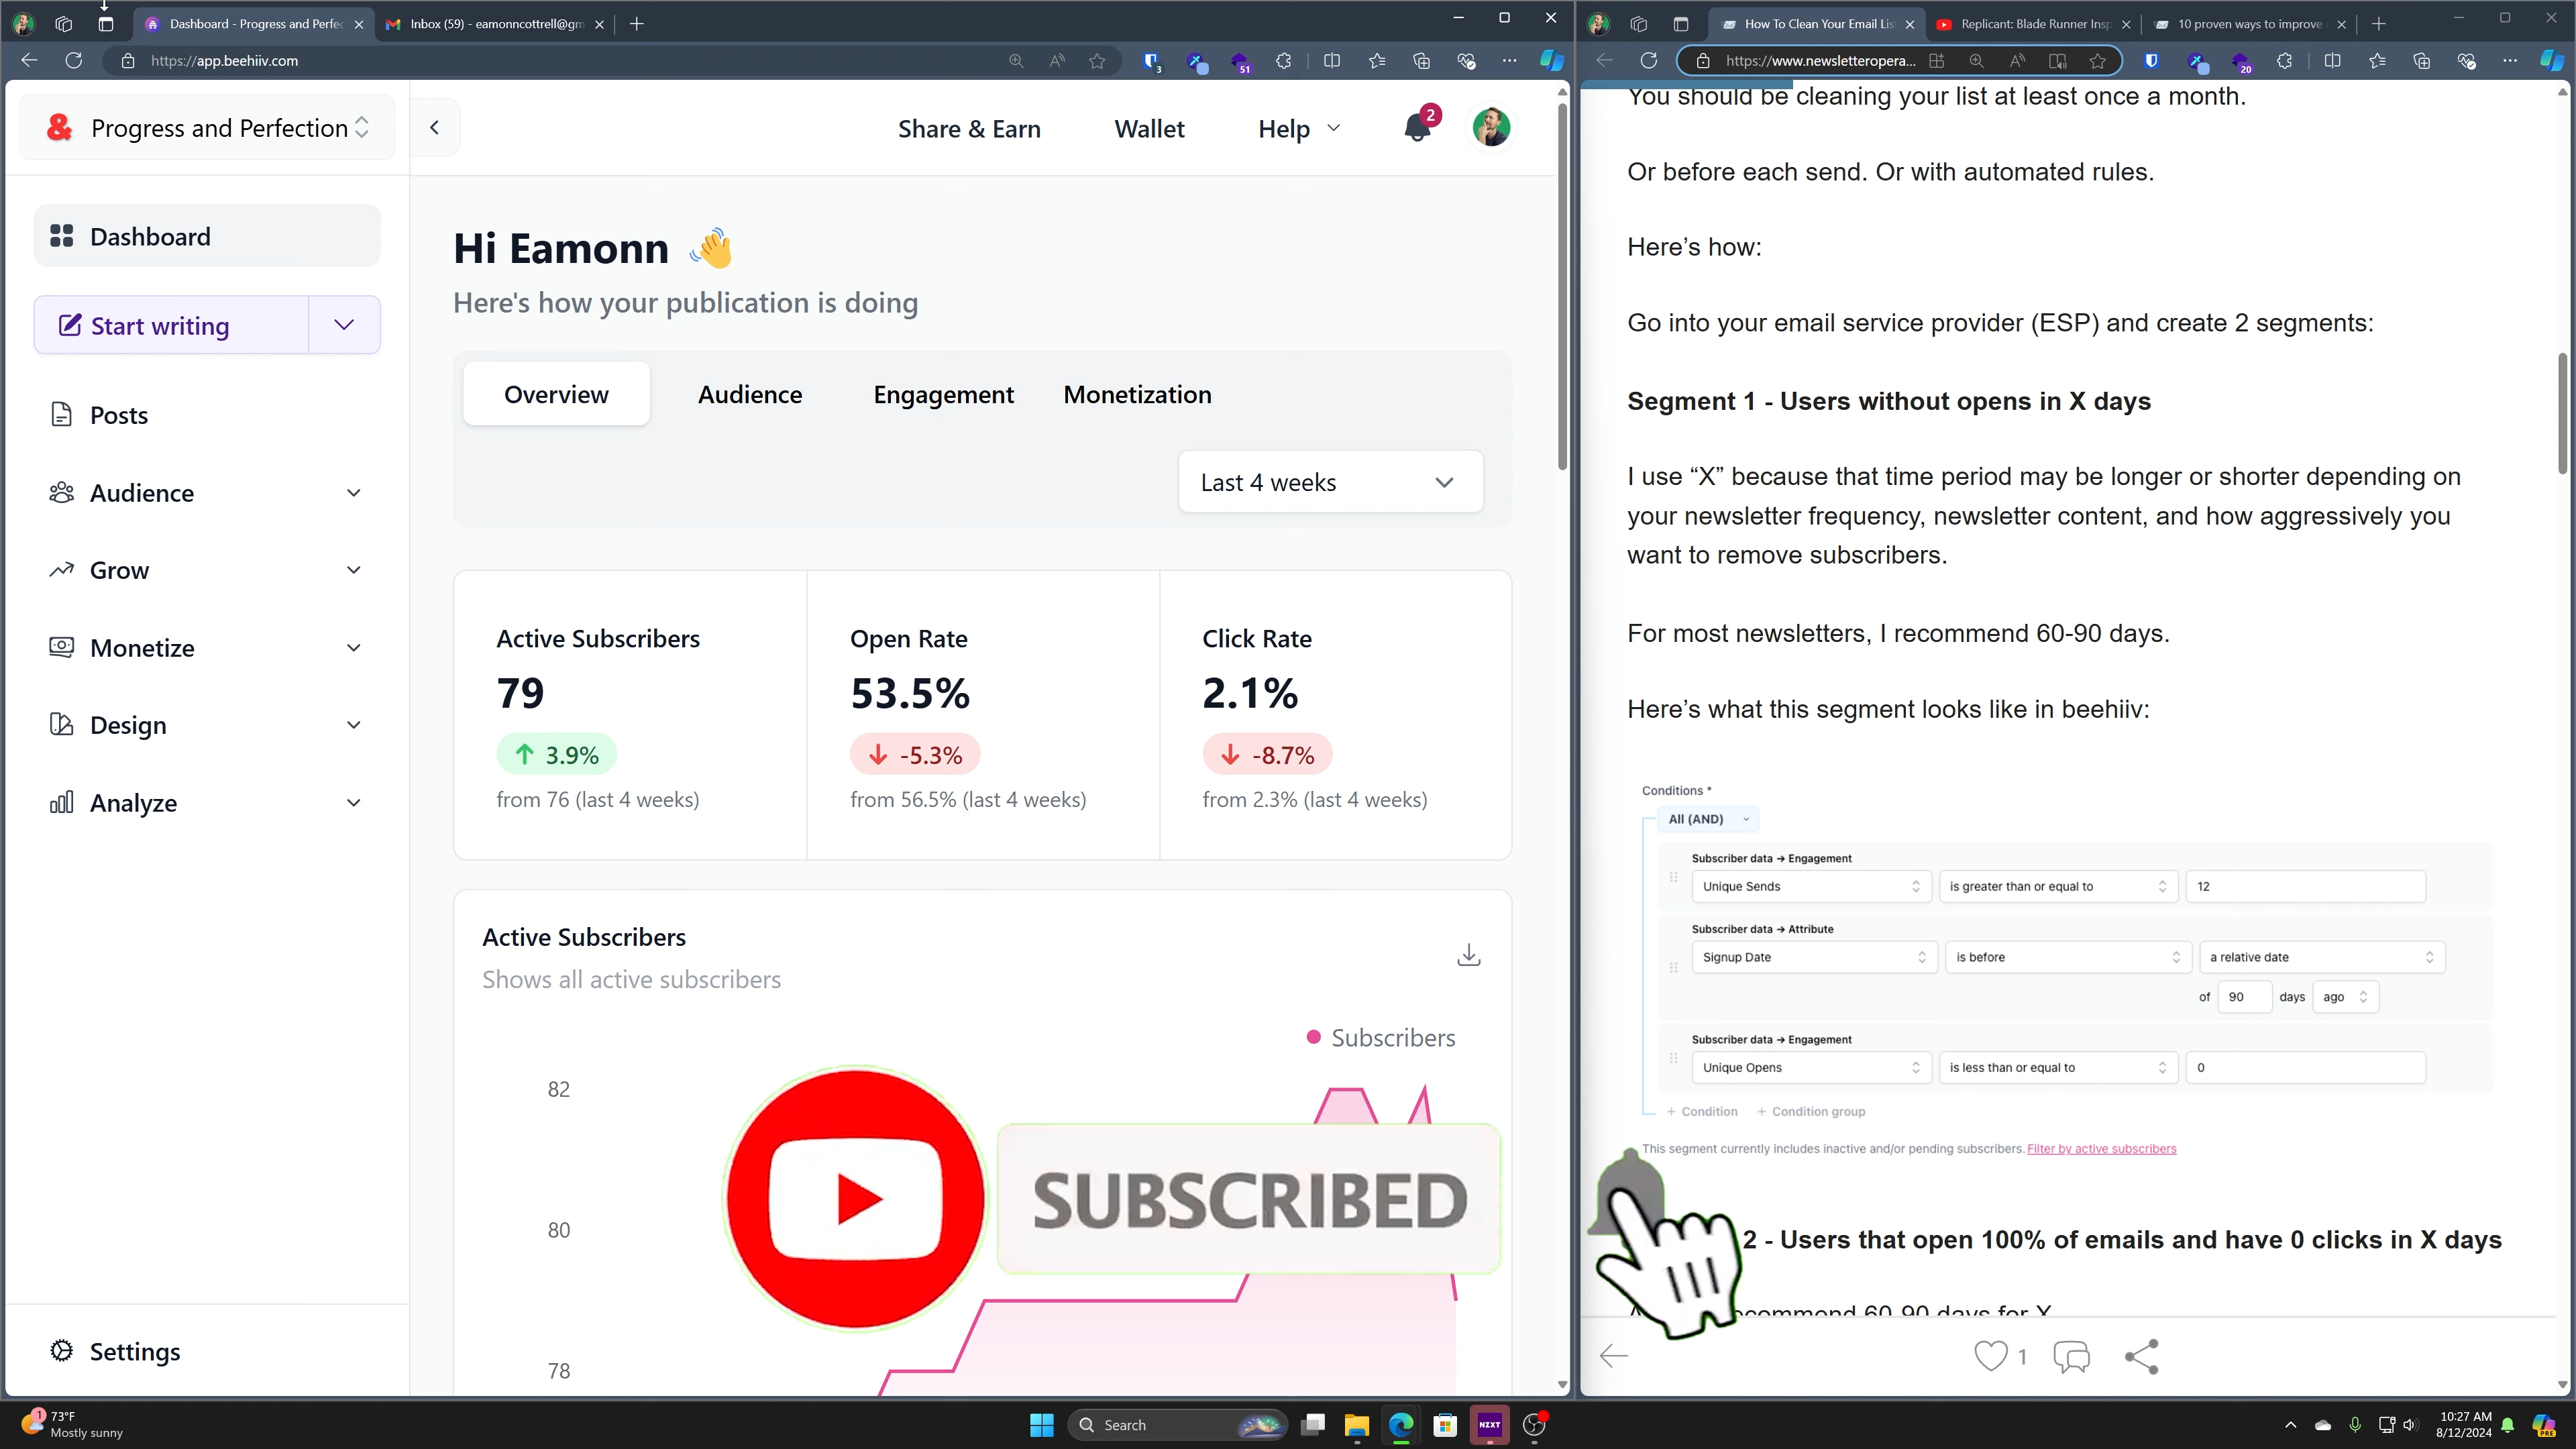 Dashboard - Progress and Perfec
Inbox (59) - eamonncottrell@gm
https://app.beehiiv.com
3
51
& Progress and Perfection
Share & Earn
Wallet
Help
2
Dashboard
Start writing
Posts
Audience
Grow
Monetize
Design
Analyze
Settings
Hi Eamonn 👋
Here's how your publication is doing
Overview
Audience
Engagement
Monetization
Last 4 weeks
Active Subscribers
79
3.9%
from 76 (last 4 weeks)
Open Rate
53.5%
-5.3%
from 56.5% (last 4 weeks)
Click Rate
2.1%
-8.7%
from 2.3% (last 4 weeks)
Active Subscribers
Shows all active subscribers
Subscribers
82
80
78
SUBSCRIBED
How To Clean Your Email Lis
Replicant: Blade Runner Insp
10 proven ways to improve
https://www.newsletteropera...
20
You should be cleaning your list at least once a month.
Or before each send. Or with automated rules.
Here’s how:
Go into your email service provider (ESP) and create 2 segments:
Segment 1 - Users without opens in X days
I use “X” because that time period may be longer or shorter depending on
your newsletter frequency, newsletter content, and how aggressively you
want to remove subscribers.
For most newsletters, I recommend 60-90 days.
Here’s what this segment looks like in beehiiv:
Conditions *
All (AND)
Subscriber data → Engagement
Unique Sends
is greater than or equal to
12
Subscriber data → Attribute
Signup Date
is before
a relative date
of 90 days ago
Subscriber data → Engagement
Unique Opens
is less than or equal to
0
+ Condition + Condition group
This segment currently includes inactive and/or pending subscribers. Filter by active subscribers
2 - Users that open 100% of emails and have 0 clicks in X days
ecommend 60-90 days for X
1
1
73°F
Mostly sunny
Search
NZXT
10:27 AM
8/12/2024
PRE